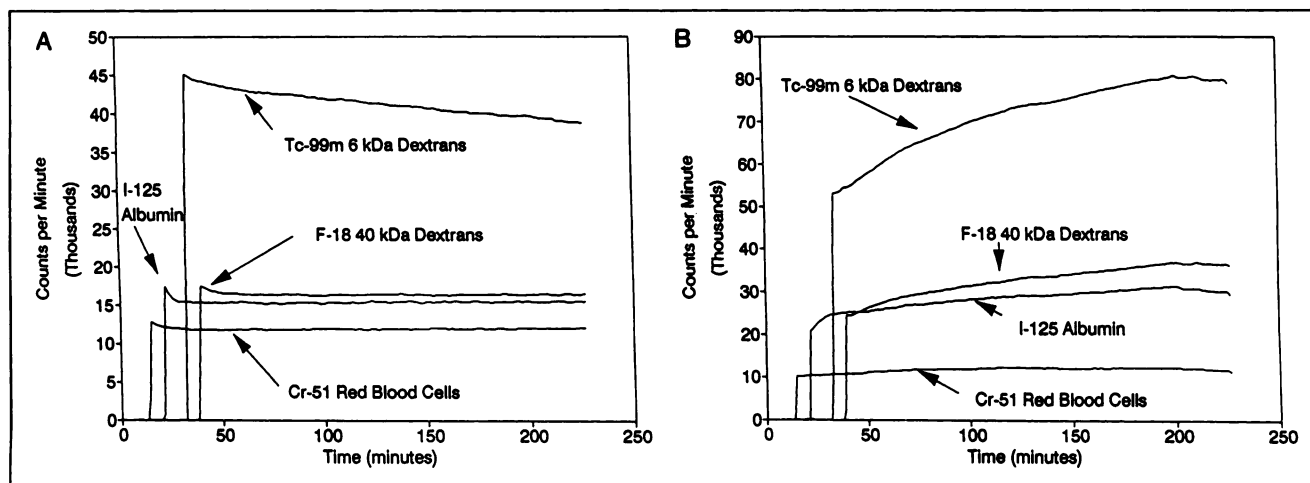 A
Counts per Minute
(Thousands)
50
45
40
35
30
25
20
15
10
5
0
0
50
100
150
200
250
Time (minutes)
Tc-99m 6 kDa Dextrans
I-125
Albumin
F-18 40 kDa Dextrans
Cr-51 Red Blood Cells
B
Counts per Minute
(Thousands)
90
80
70
60
50
40
30
20
10
0
0
50
100
150
200
250
Time (minutes)
Tc-99m 6 kDa Dextrans
F-18 40 kDa Dextrans
I-125 Albumin
Cr-51 Red Blood Cells